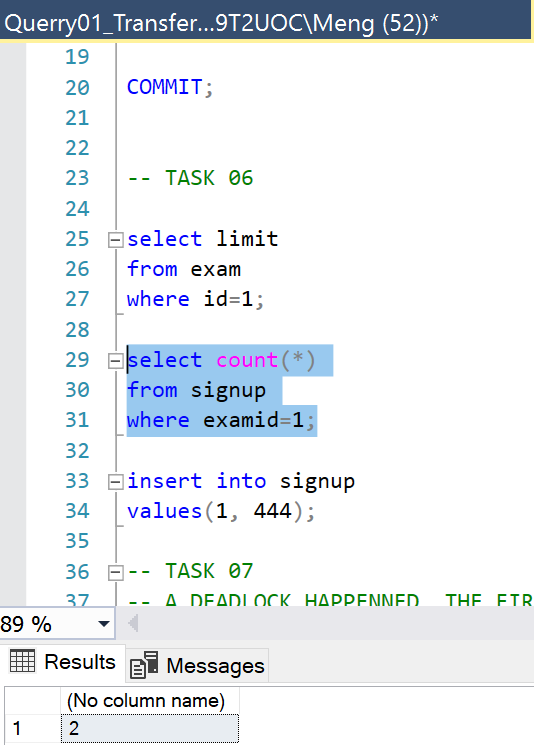 Querry01_Transfer...9T2UOC\Meng (52))*
19
20 COMMIT;
21
22
23 -- TASK 06
24
25 select limit
26 from exam
27 where id=1;
28
29 select count(*)
30 from signup
31 where examid=1;
32
33 insert into signup
34 values(1, 444);
35
36 -- TASK 07
37 -- A DEADLOCK HAPPENNED. THE FIR
89 %
Results Messages
(No column name)
1 2